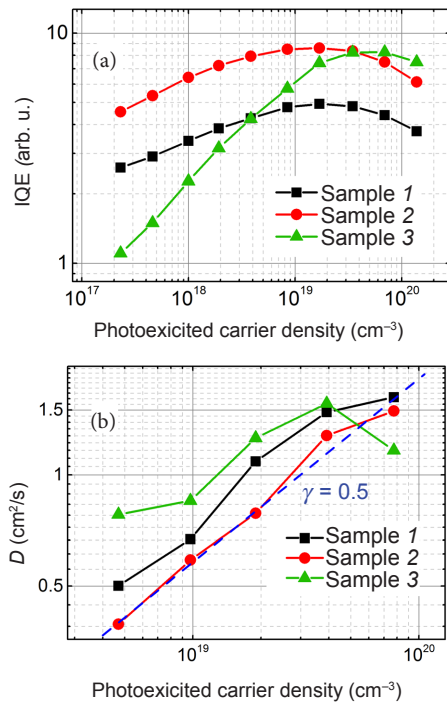 (a)
IQE (arb. u.)
10
1
Sample 1
Sample 2
Sample 3
10^17 10^18 10^19 10^20
Photoexicited carrier density (cm⁻³)
(b)
D (cm²/s)
1.5
1
0.5
γ = 0.5
Sample 1
Sample 2
Sample 3
10^19 10^20
Photoexicited carrier density (cm⁻³)